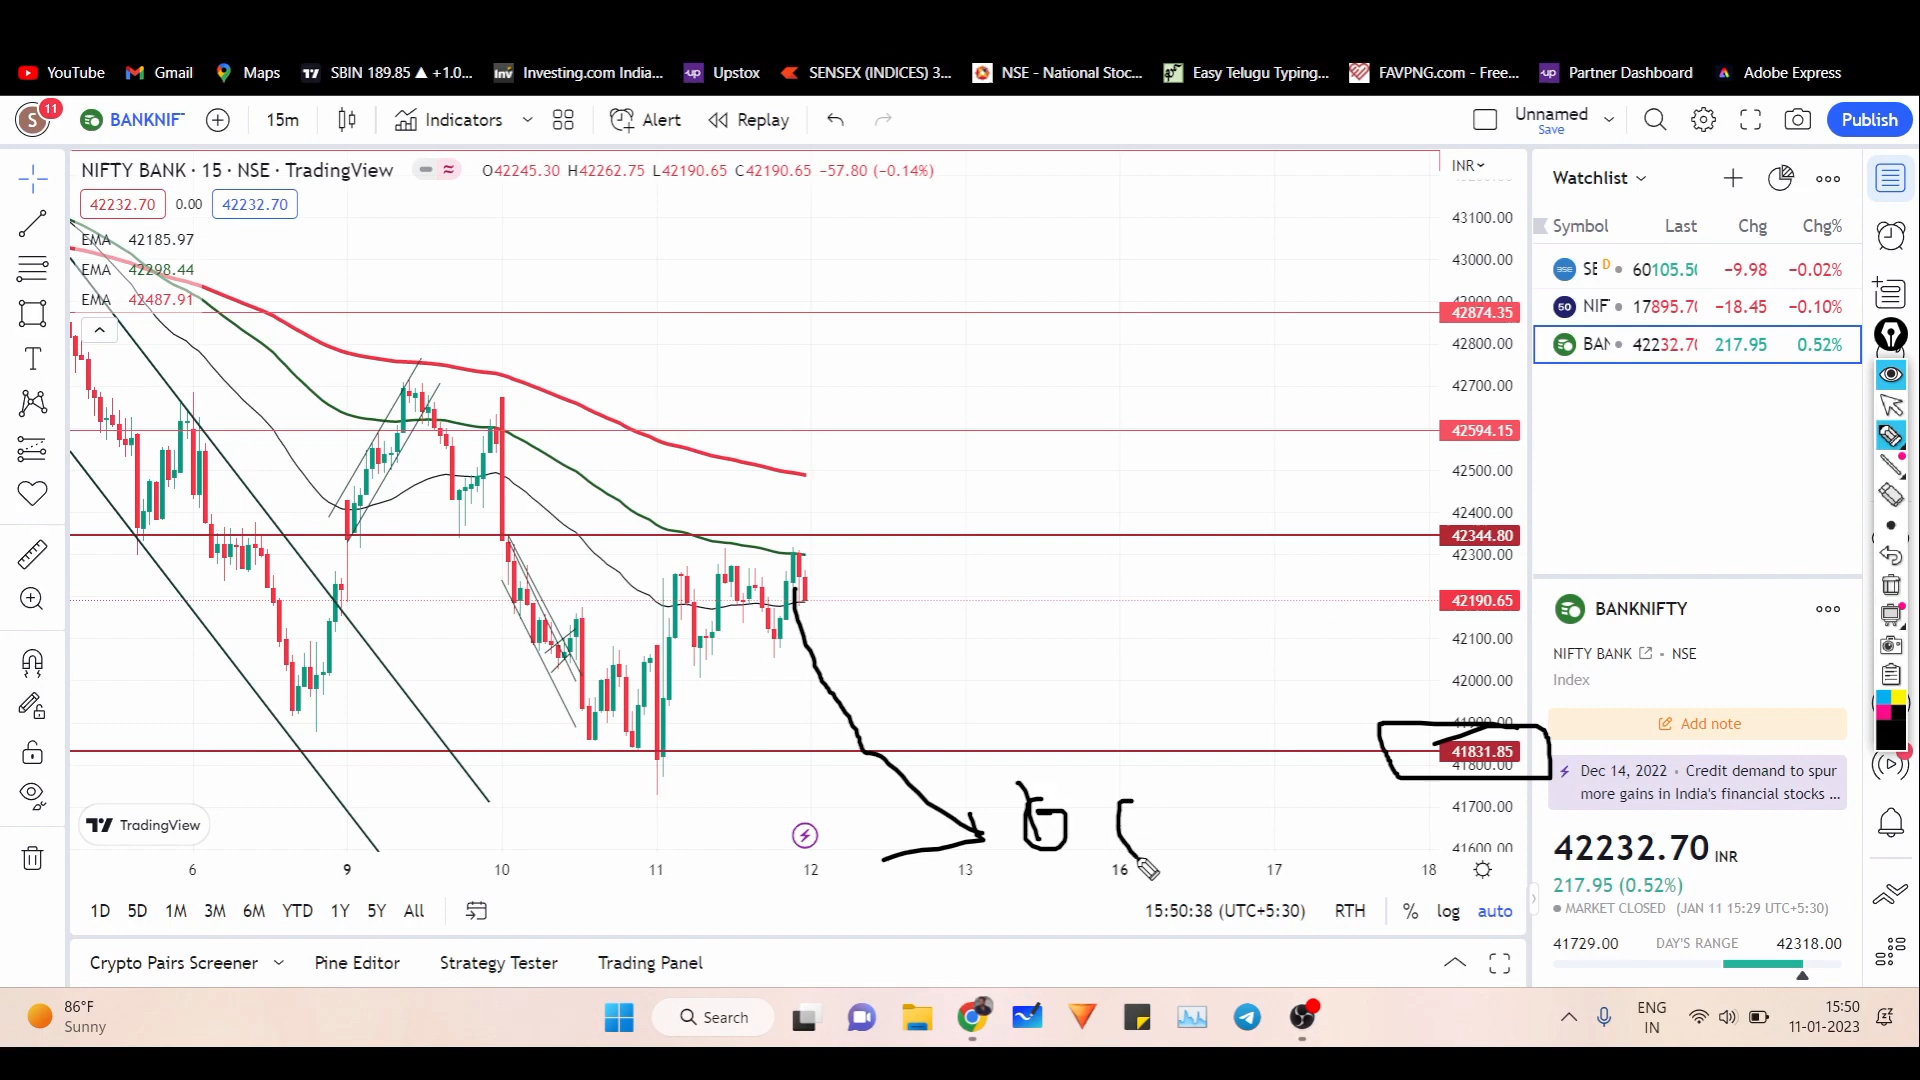 YouTube Gmail Maps SBIN 189.85 ▲ +1.0... Investing.com India... Upstox SENSEX (INDICES) 3... NSE - National Stoc... Easy Telugu Typing... FAVPNG.com - Free... Partner Dashboard Adobe Express
S 11 BANKNIF 15m Indicators Alert Replay Unnamed Save Publish
NIFTY BANK · 15 · NSE · TradingView O42245.30 H42262.75 L42190.65 C42190.65 −57.80 (−0.14%) INR
42232.70 0.00 42232.70
EMA 42185.97
EMA 42298.44
EMA 42487.91
43100.00
43000.00
42874.35
42800.00
42700.00
42594.15
42500.00
42400.00
42344.80
42300.00
42190.65
42100.00
42000.00
41900.00
41831.85
41800.00
41700.00
41600.00
TradingView
6 9 10 11 12 13 16 17 18
1D 5D 1M 3M 6M YTD 1Y 5Y All 15:50:38 (UTC+5:30) RTH % log auto
Crypto Pairs Screener Pine Editor Strategy Tester Trading Panel
Watchlist
Symbol Last Chg Chg%
SE D 60105.50 −9.98 −0.02%
50 NIF 17895.70 −18.45 −0.10%
BAN 42232.70 217.95 0.52%
BANKNIFTY
NIFTY BANK • NSE
Index
Add note
Dec 14, 2022 • Credit demand to spur
more gains in India's financial stocks ...
42232.70 INR
217.95 (0.52%)
MARKET CLOSED (JAN 11 15:29 UTC+5:30)
41729.00 DAY'S RANGE 42318.00
86°F
Sunny
Search
ENG
IN
15:50
11-01-2023